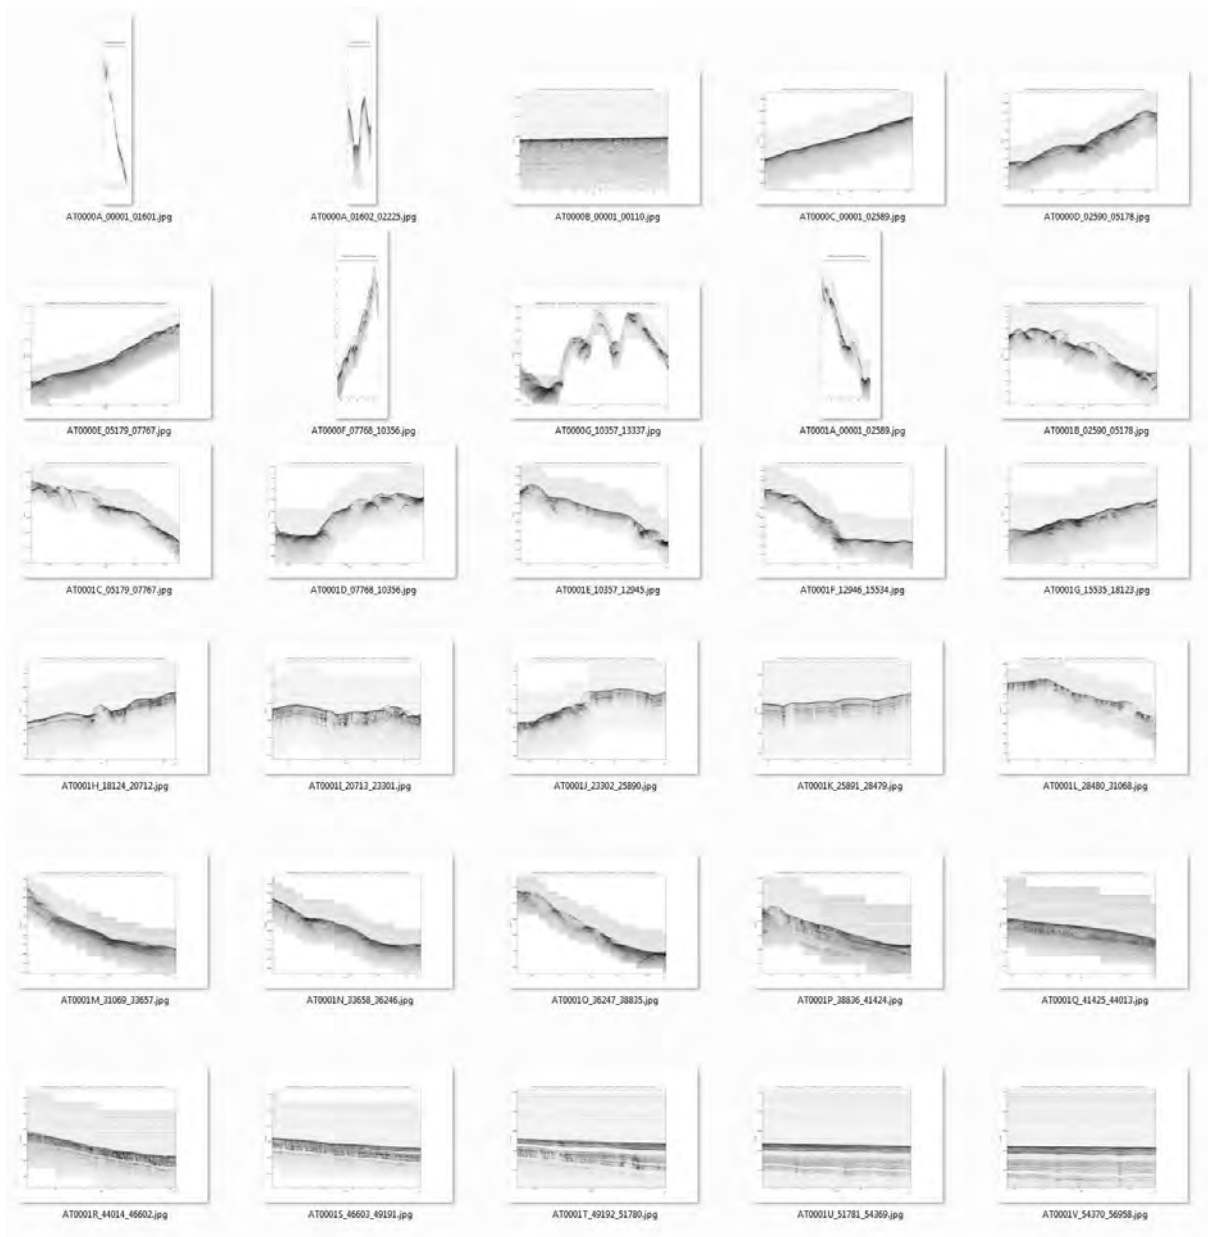 AT0000A_00001_01601.jpg
AT0000A_01602_02225.jpg
AT0000B_00001_00110.jpg
AT0000C_00001_02589.jpg
AT0000D_02590_05178.jpg
AT0000E_05179_07767.jpg
AT0000F_07768_10356.jpg
AT0000G_10357_13337.jpg
AT0001A_00001_02589.jpg
AT0001B_02590_05178.jpg
AT0001C_05179_07767.jpg
AT0001D_07768_10356.jpg
AT0001E_10357_12945.jpg
AT0001F_12946_15534.jpg
AT0001G_15535_18123.jpg
AT0001H_18124_20712.jpg
AT0001I_20713_23301.jpg
AT0001J_23302_25890.jpg
AT0001K_25891_28479.jpg
AT0001L_28480_31068.jpg
AT0001M_31069_33657.jpg
AT0001N_33658_36246.jpg
AT0001O_36247_38835.jpg
AT0001P_38836_41424.jpg
AT0001Q_41425_44013.jpg
AT0001R_44014_46602.jpg
AT0001S_46603_49191.jpg
AT0001T_49192_51780.jpg
AT0001U_51781_54369.jpg
AT0001V_54370_56958.jpg